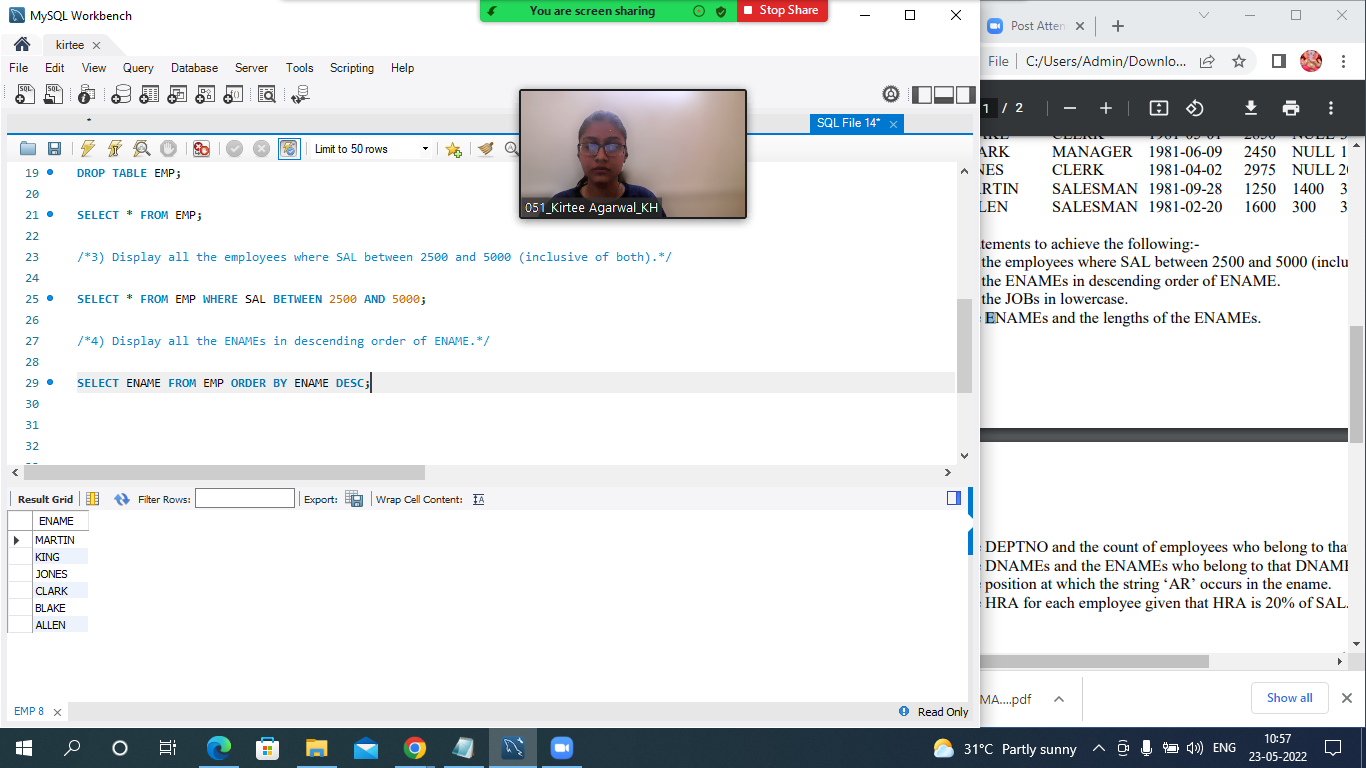 MySQL Workbench
You are screen sharing
Stop Share
kirtee
File Edit View Query Database Server Tools Scripting Help
SQL File 14*
Limit to 50 rows
051_Kirtee Agarwal_KH
19 DROP TABLE EMP;
20
21 SELECT * FROM EMP;
22
23 /*3) Display all the employees where SAL between 2500 and 5000 (inclusive of both).*/
24
25 SELECT * FROM EMP WHERE SAL BETWEEN 2500 AND 5000;
26
27 /*4) Display all the ENAMEs in descending order of ENAME.*/
28
29 SELECT ENAME FROM EMP ORDER BY ENAME DESC;
30
31
32
Result Grid Filter Rows: Export: Wrap Cell Content:
ENAME
MARTIN
KING
JONES
CLARK
BLAKE
ALLEN
EMP 8
Read Only
Post Atten
File C:/Users/Admin/Downlo...
1 / 2
ARK MANAGER 1981-06-09 2450 NULL 1
NES CLERK 1981-04-02 2975 NULL 20
RTIN SALESMAN 1981-09-28 1250 1400 3
LEN SALESMAN 1981-02-20 1600 300 3
tements to achieve the following:-
the employees where SAL between 2500 and 5000 (inclu
the ENAMEs in descending order of ENAME.
the JOBs in lowercase.
ENAMEs and the lengths of the ENAMEs.
DEPTNO and the count of employees who belong to tha
DNAMEs and the ENAMEs who belong to that DNAME
position at which the string ‘AR’ occurs in the ename.
HRA for each employee given that HRA is 20% of SAL.
MA....pdf
Show all
31°C Partly sunny
ENG
10:57
23-05-2022